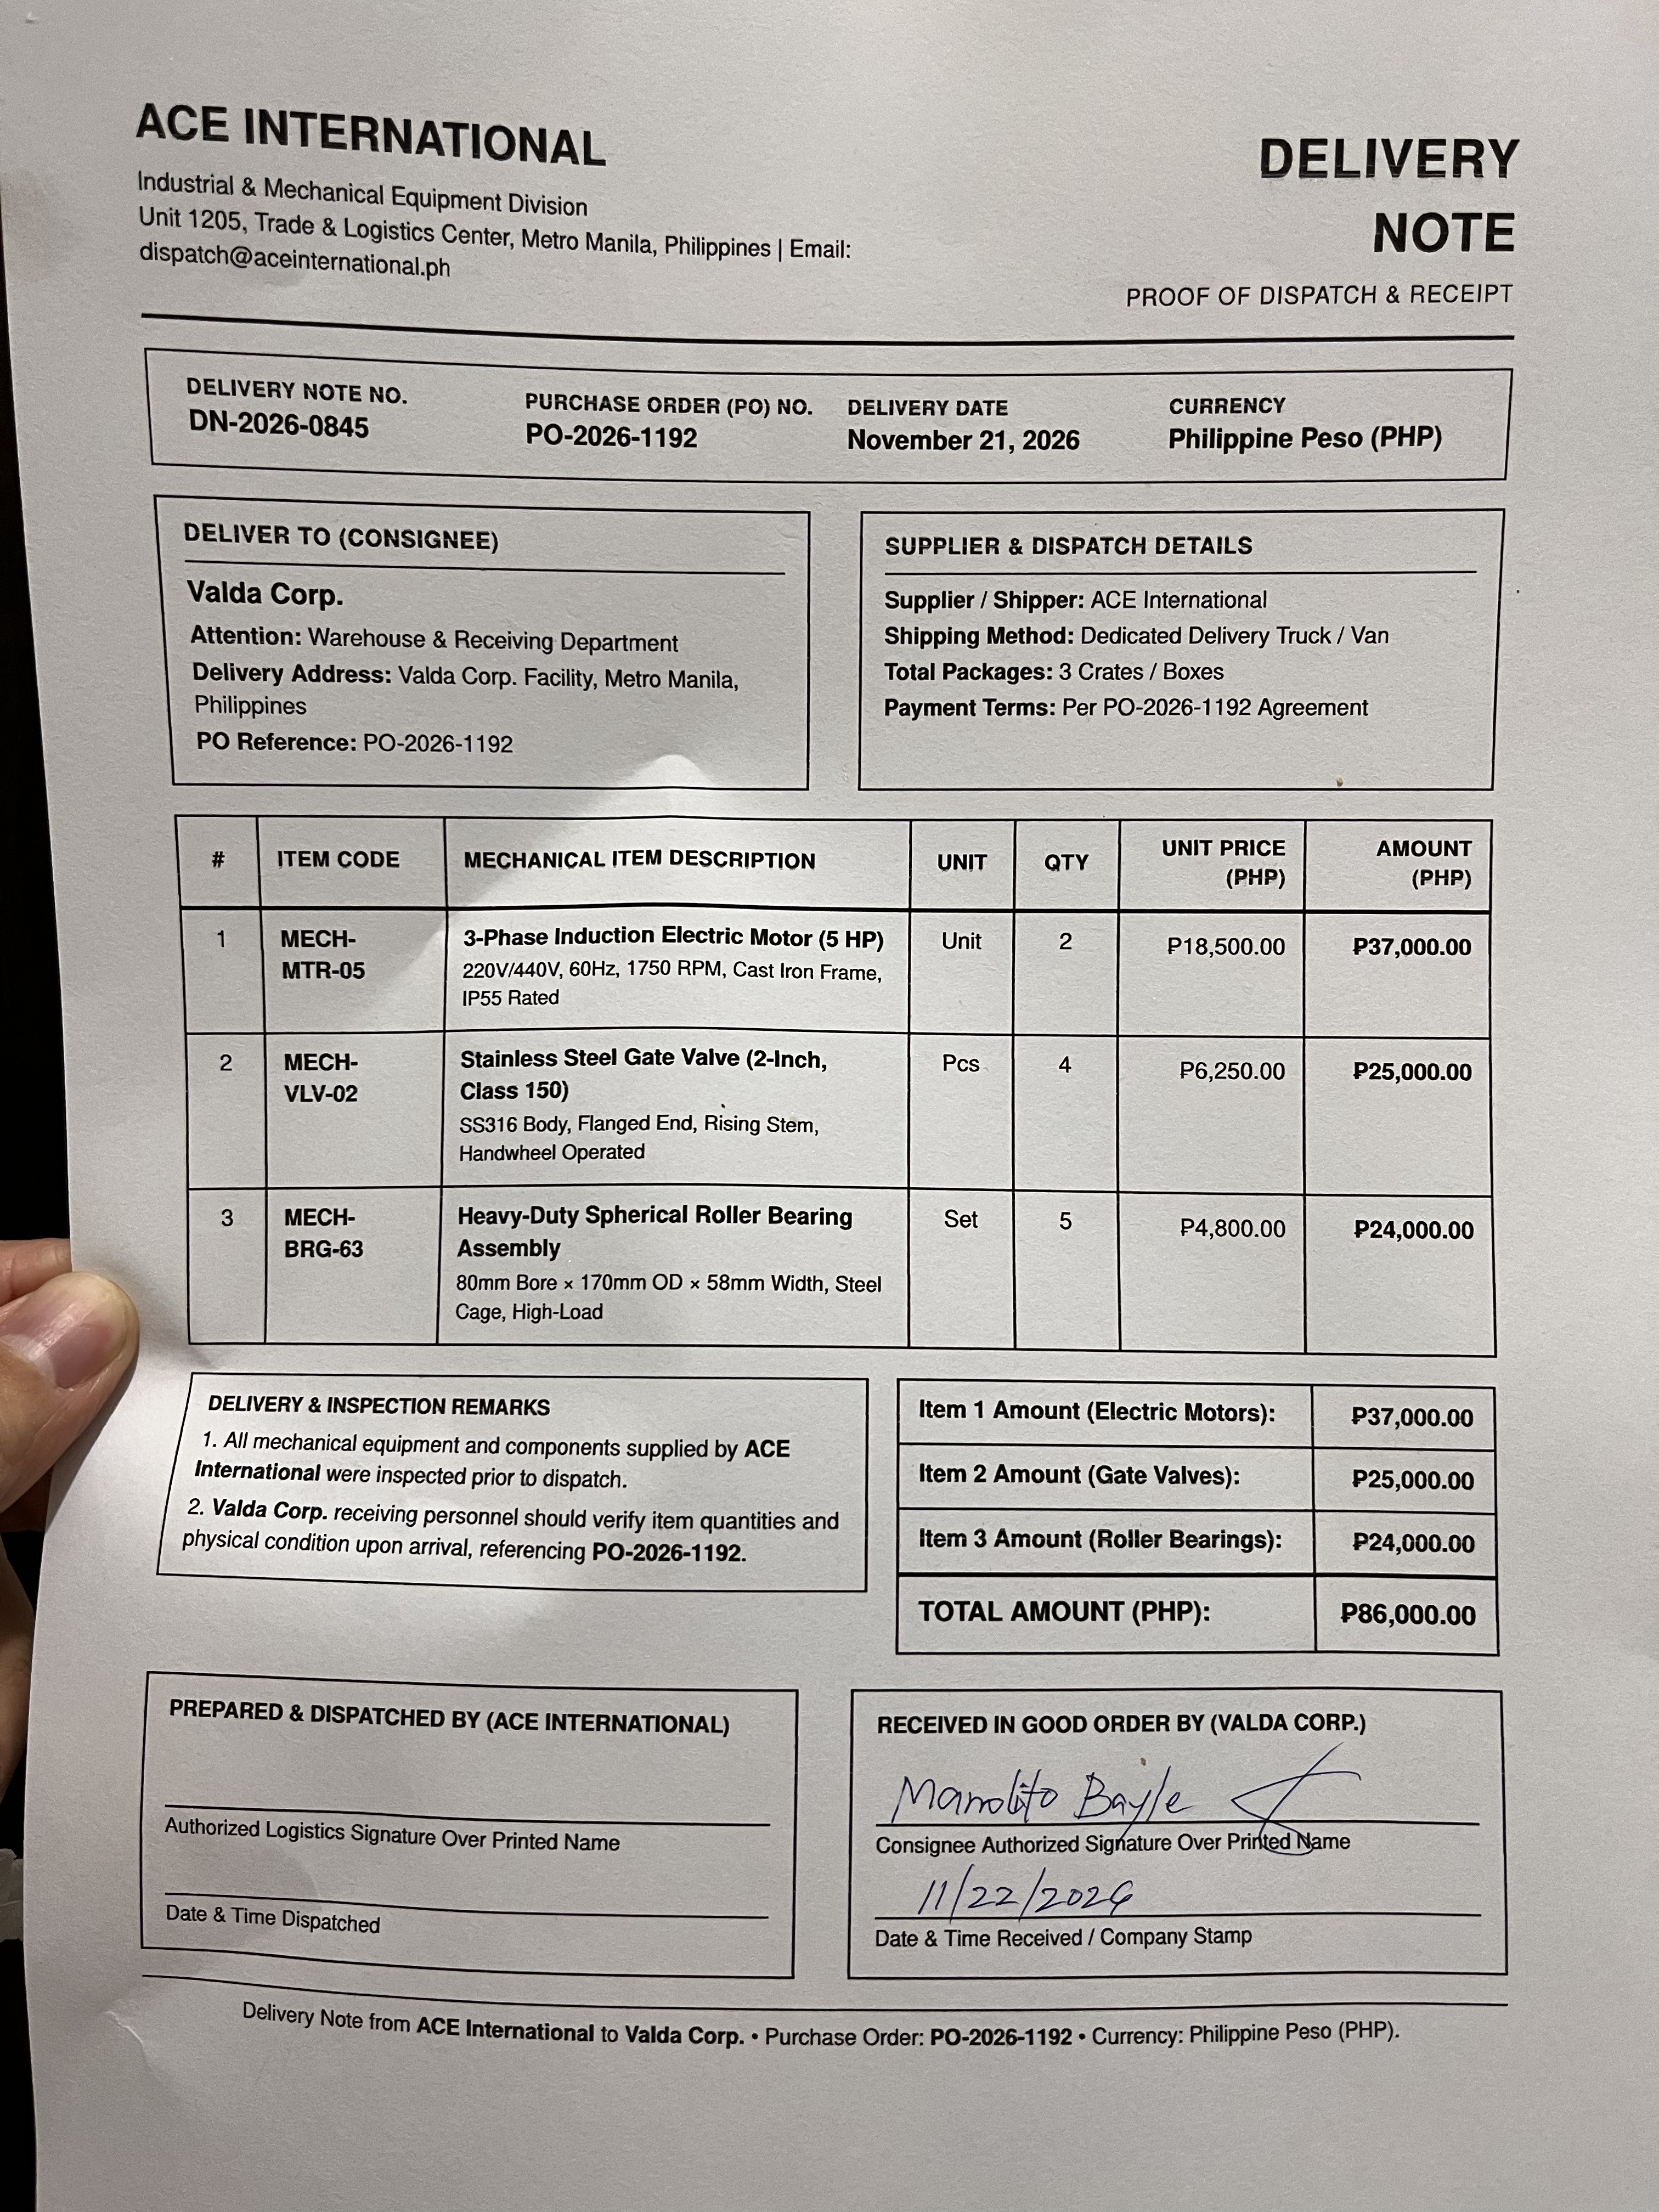 ACE INTERNATIONAL
Industrial & Mechanical Equipment Division
Unit 1205, Trade & Logistics Center, Metro Manila, Philippines | Email:
dispatch@aceinternational.ph
DELIVERY
NOTE
PROOF OF DISPATCH & RECEIPT
DELIVERY NOTE NO.
DN-2026-0845
PURCHASE ORDER (PO) NO.
PO-2026-1192
DELIVERY DATE
November 21, 2026
CURRENCY
Philippine Peso (PHP)
DELIVER TO (CONSIGNEE)
Valda Corp.
Attention: Warehouse & Receiving Department
Delivery Address: Valda Corp. Facility, Metro Manila,
Philippines
PO Reference: PO-2026-1192
SUPPLIER & DISPATCH DETAILS
Supplier / Shipper: ACE International
Shipping Method: Dedicated Delivery Truck / Van
Total Packages: 3 Crates / Boxes
Payment Terms: Per PO-2026-1192 Agreement
# ITEM CODE MECHANICAL ITEM DESCRIPTION UNIT QTY UNIT PRICE (PHP) AMOUNT (PHP)
1 MECH- 3-Phase Induction Electric Motor (5 HP) Unit 2 ₱18,500.00 ₱37,000.00
MTR-05 220V/440V, 60Hz, 1750 RPM, Cast Iron Frame,
IP55 Rated
2 MECH- Stainless Steel Gate Valve (2-Inch, Pcs 4 ₱6,250.00 ₱25,000.00
VLV-02 Class 150)
SS316 Body, Flanged End, Rising Stem,
Handwheel Operated
3 MECH- Heavy-Duty Spherical Roller Bearing Set 5 ₱4,800.00 ₱24,000.00
BRG-63 Assembly
80mm Bore × 170mm OD × 58mm Width, Steel
Cage, High-Load
DELIVERY & INSPECTION REMARKS
1. All mechanical equipment and components supplied by ACE
International were inspected prior to dispatch.
2. Valda Corp. receiving personnel should verify item quantities and
physical condition upon arrival, referencing PO-2026-1192.
Item 1 Amount (Electric Motors): ₱37,000.00
Item 2 Amount (Gate Valves): ₱25,000.00
Item 3 Amount (Roller Bearings): ₱24,000.00
TOTAL AMOUNT (PHP): ₱86,000.00
PREPARED & DISPATCHED BY (ACE INTERNATIONAL)
Authorized Logistics Signature Over Printed Name
Date & Time Dispatched
RECEIVED IN GOOD ORDER BY (VALDA CORP.)
Manolito Bayle
Consignee Authorized Signature Over Printed Name
11/22/2026
Date & Time Received / Company Stamp
Delivery Note from ACE International to Valda Corp. • Purchase Order: PO-2026-1192 • Currency: Philippine Peso (PHP).